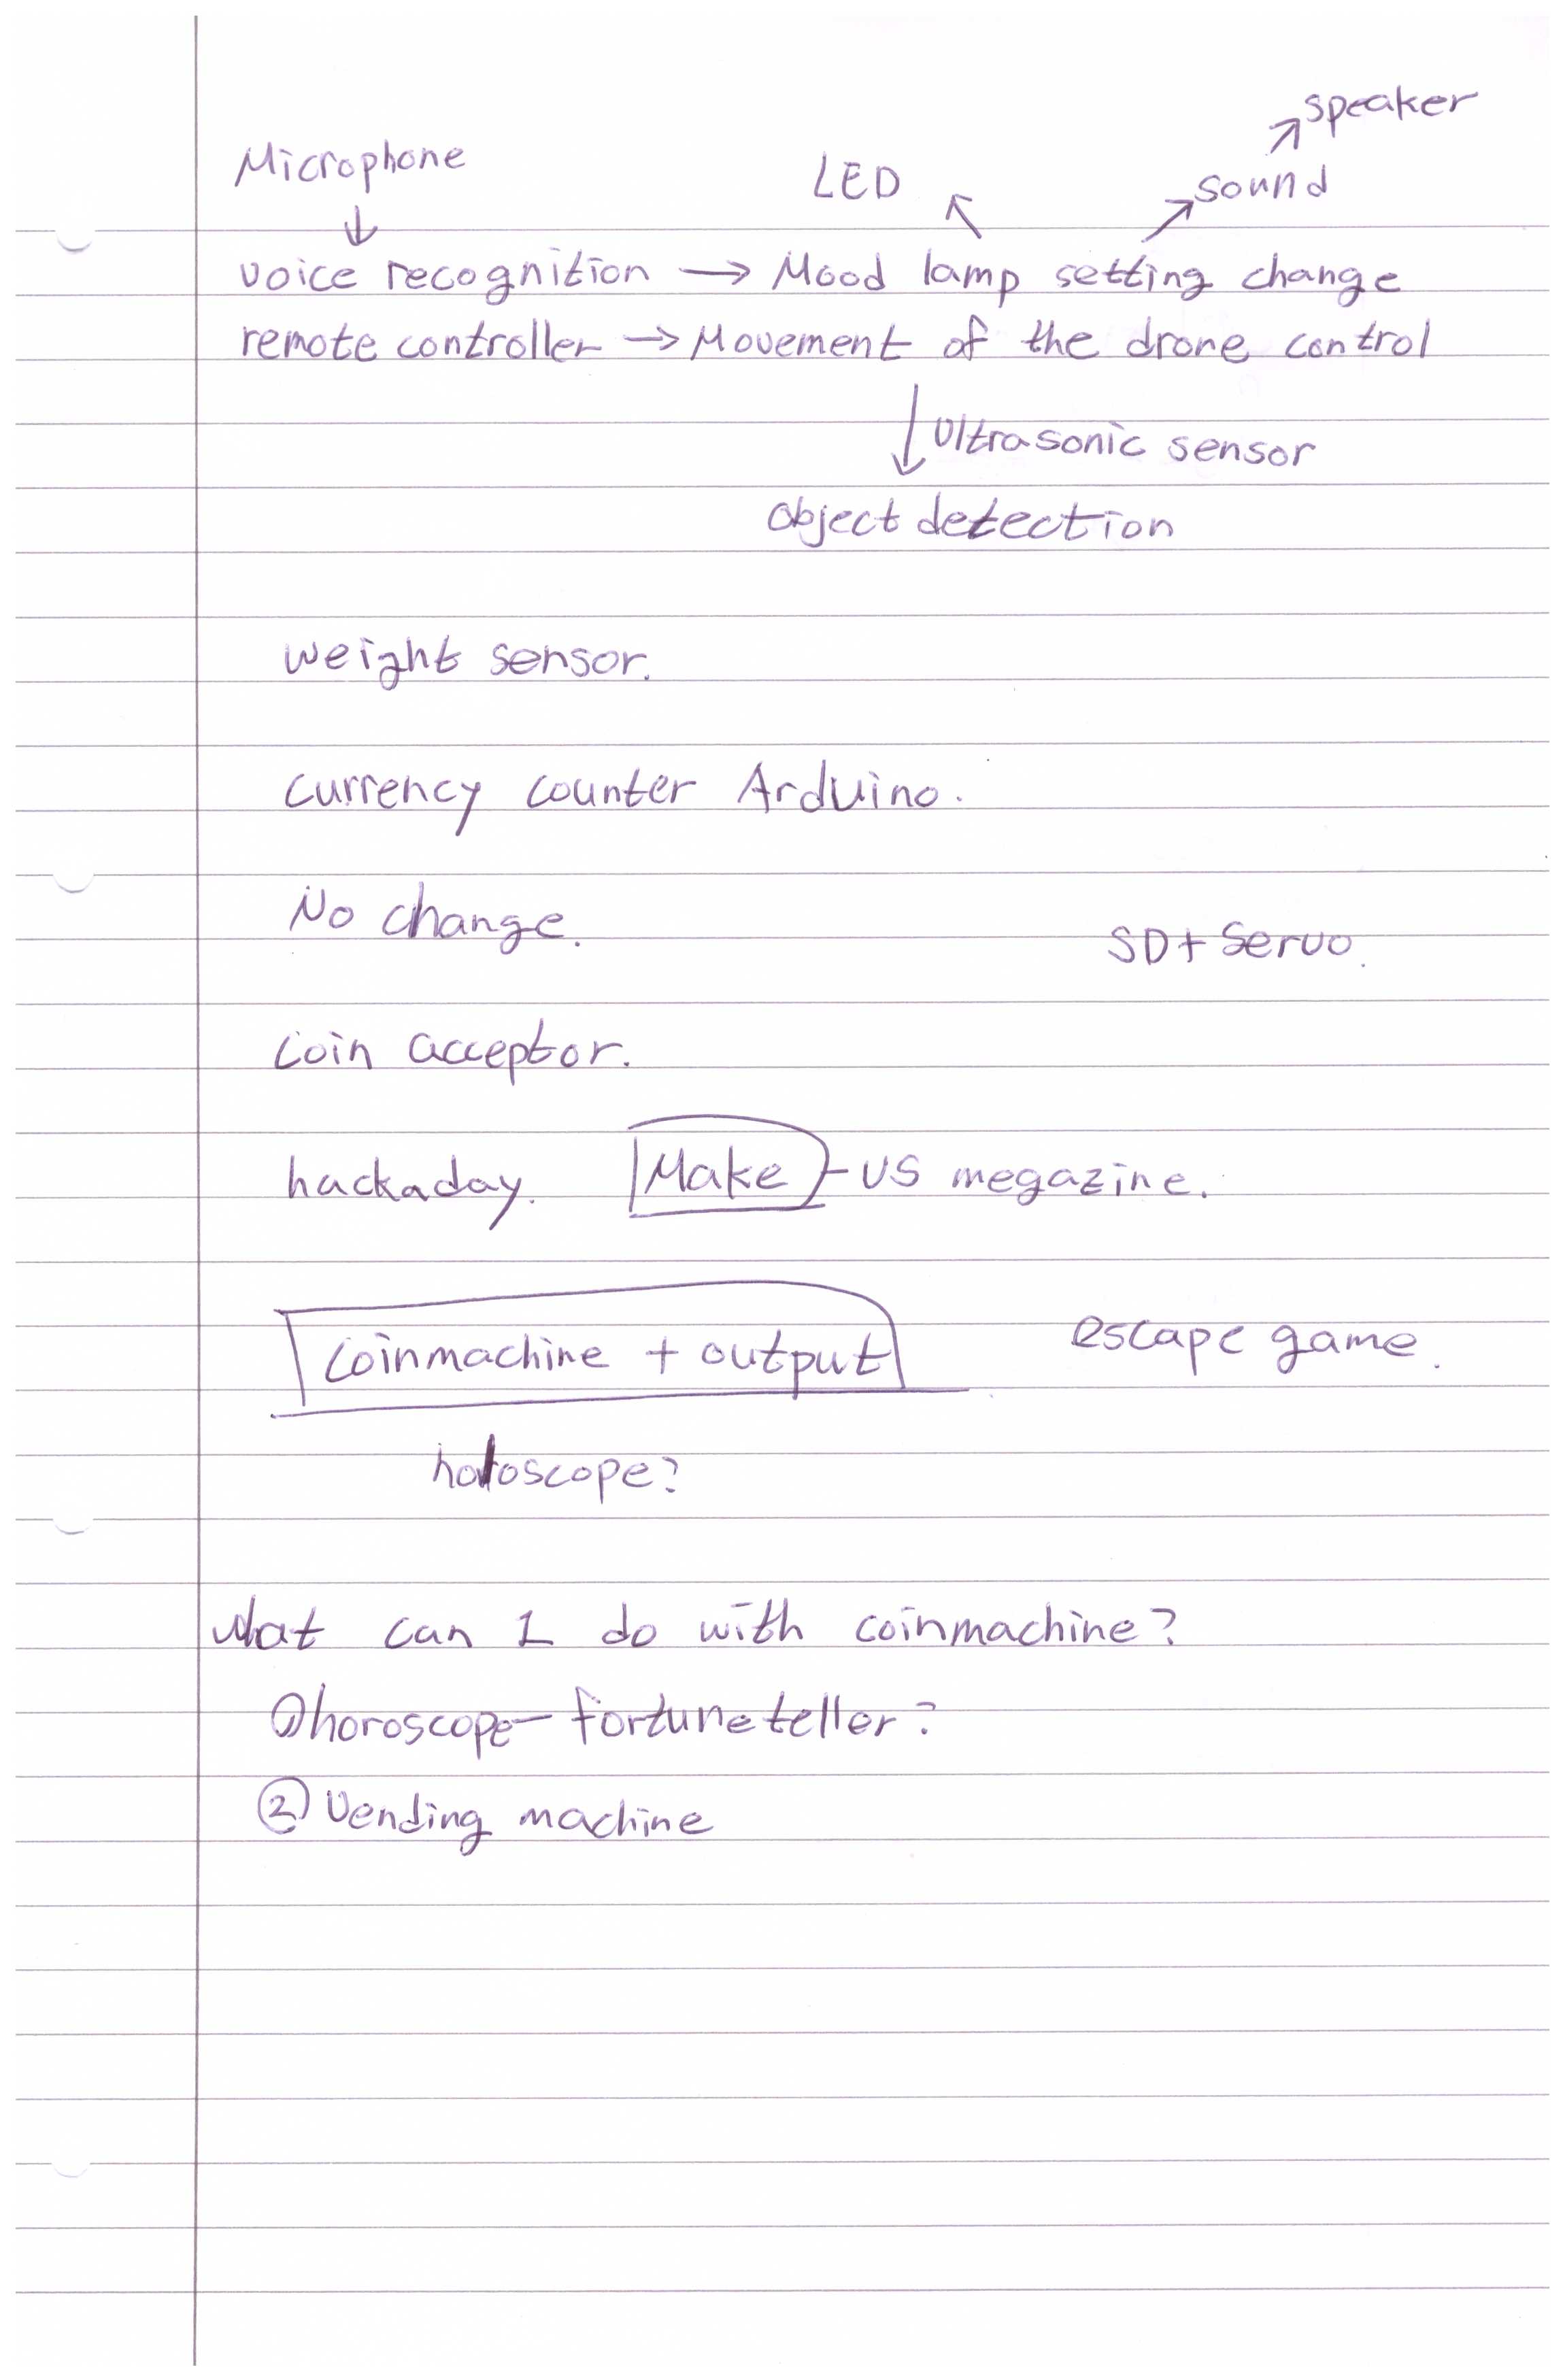 speaker
Microphone LED sound
voice recognition → Mood lamp setting change
remote controller → Movement of the drone control
Ultrasonic sensor
object detection
weight sensor.
currency counter Arduino.
No change. SD + Servo.
coin acceptor.
hackaday. Make - US megazine.
coinmachine + output escape game.
horoscope?
what can I do with coinmachine?
① horoscope - fortune teller?
② Vending machine